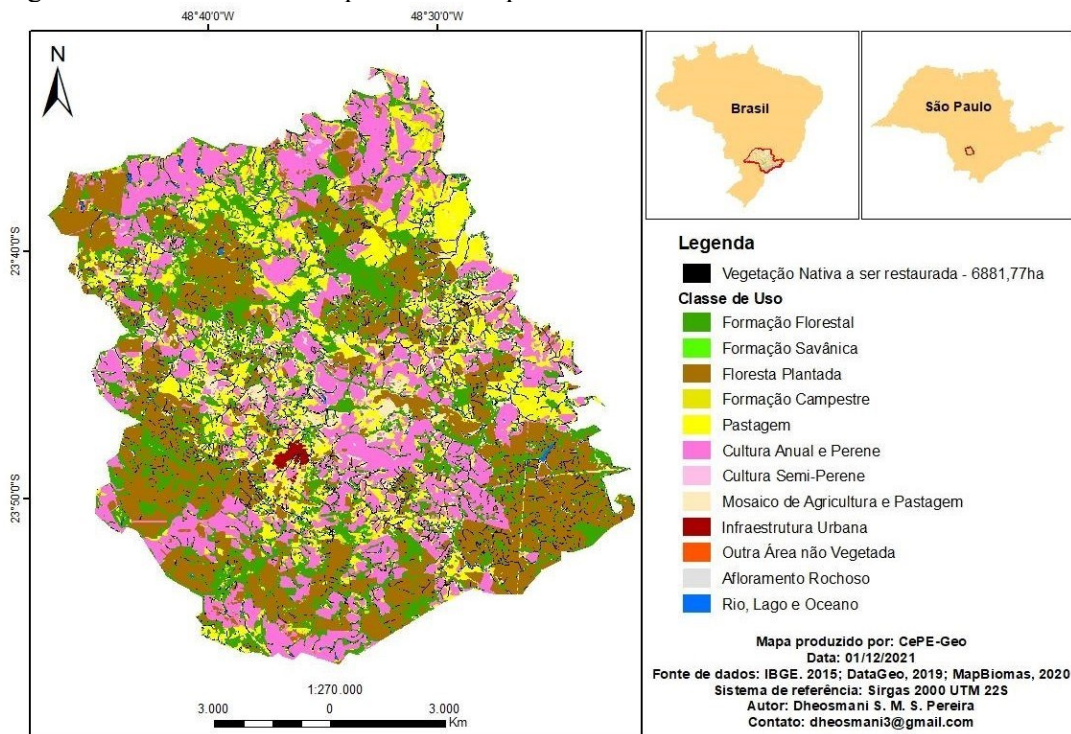 48°40'0"W
48°30'0"W
N
23°40'0"S
23°50'0"S
1:270.000
3.000
0
3.000
Km
Brasil
São Paulo
Legenda
Vegetação Nativa a ser restaurada - 6881,77ha
Classe de Uso
Formação Florestal
Formação Savânica
Floresta Plantada
Formação Campestre
Pastagem
Cultura Anual e Perene
Cultura Semi-Perene
Mosaico de Agricultura e Pastagem
Infraestrutura Urbana
Outra Área não Vegetada
Afloramento Rochoso
Rio, Lago e Oceano
Mapa produzido por: CePE-Geo
Data: 01/12/2021
Fonte de dados: IBGE. 2015; DataGeo, 2019; MapBiomas, 2020
Sistema de referência: Sirgas 2000 UTM 22S
Autor: Dheosmani S. M. S. Pereira
Contato: dheosmani3@gmail.com